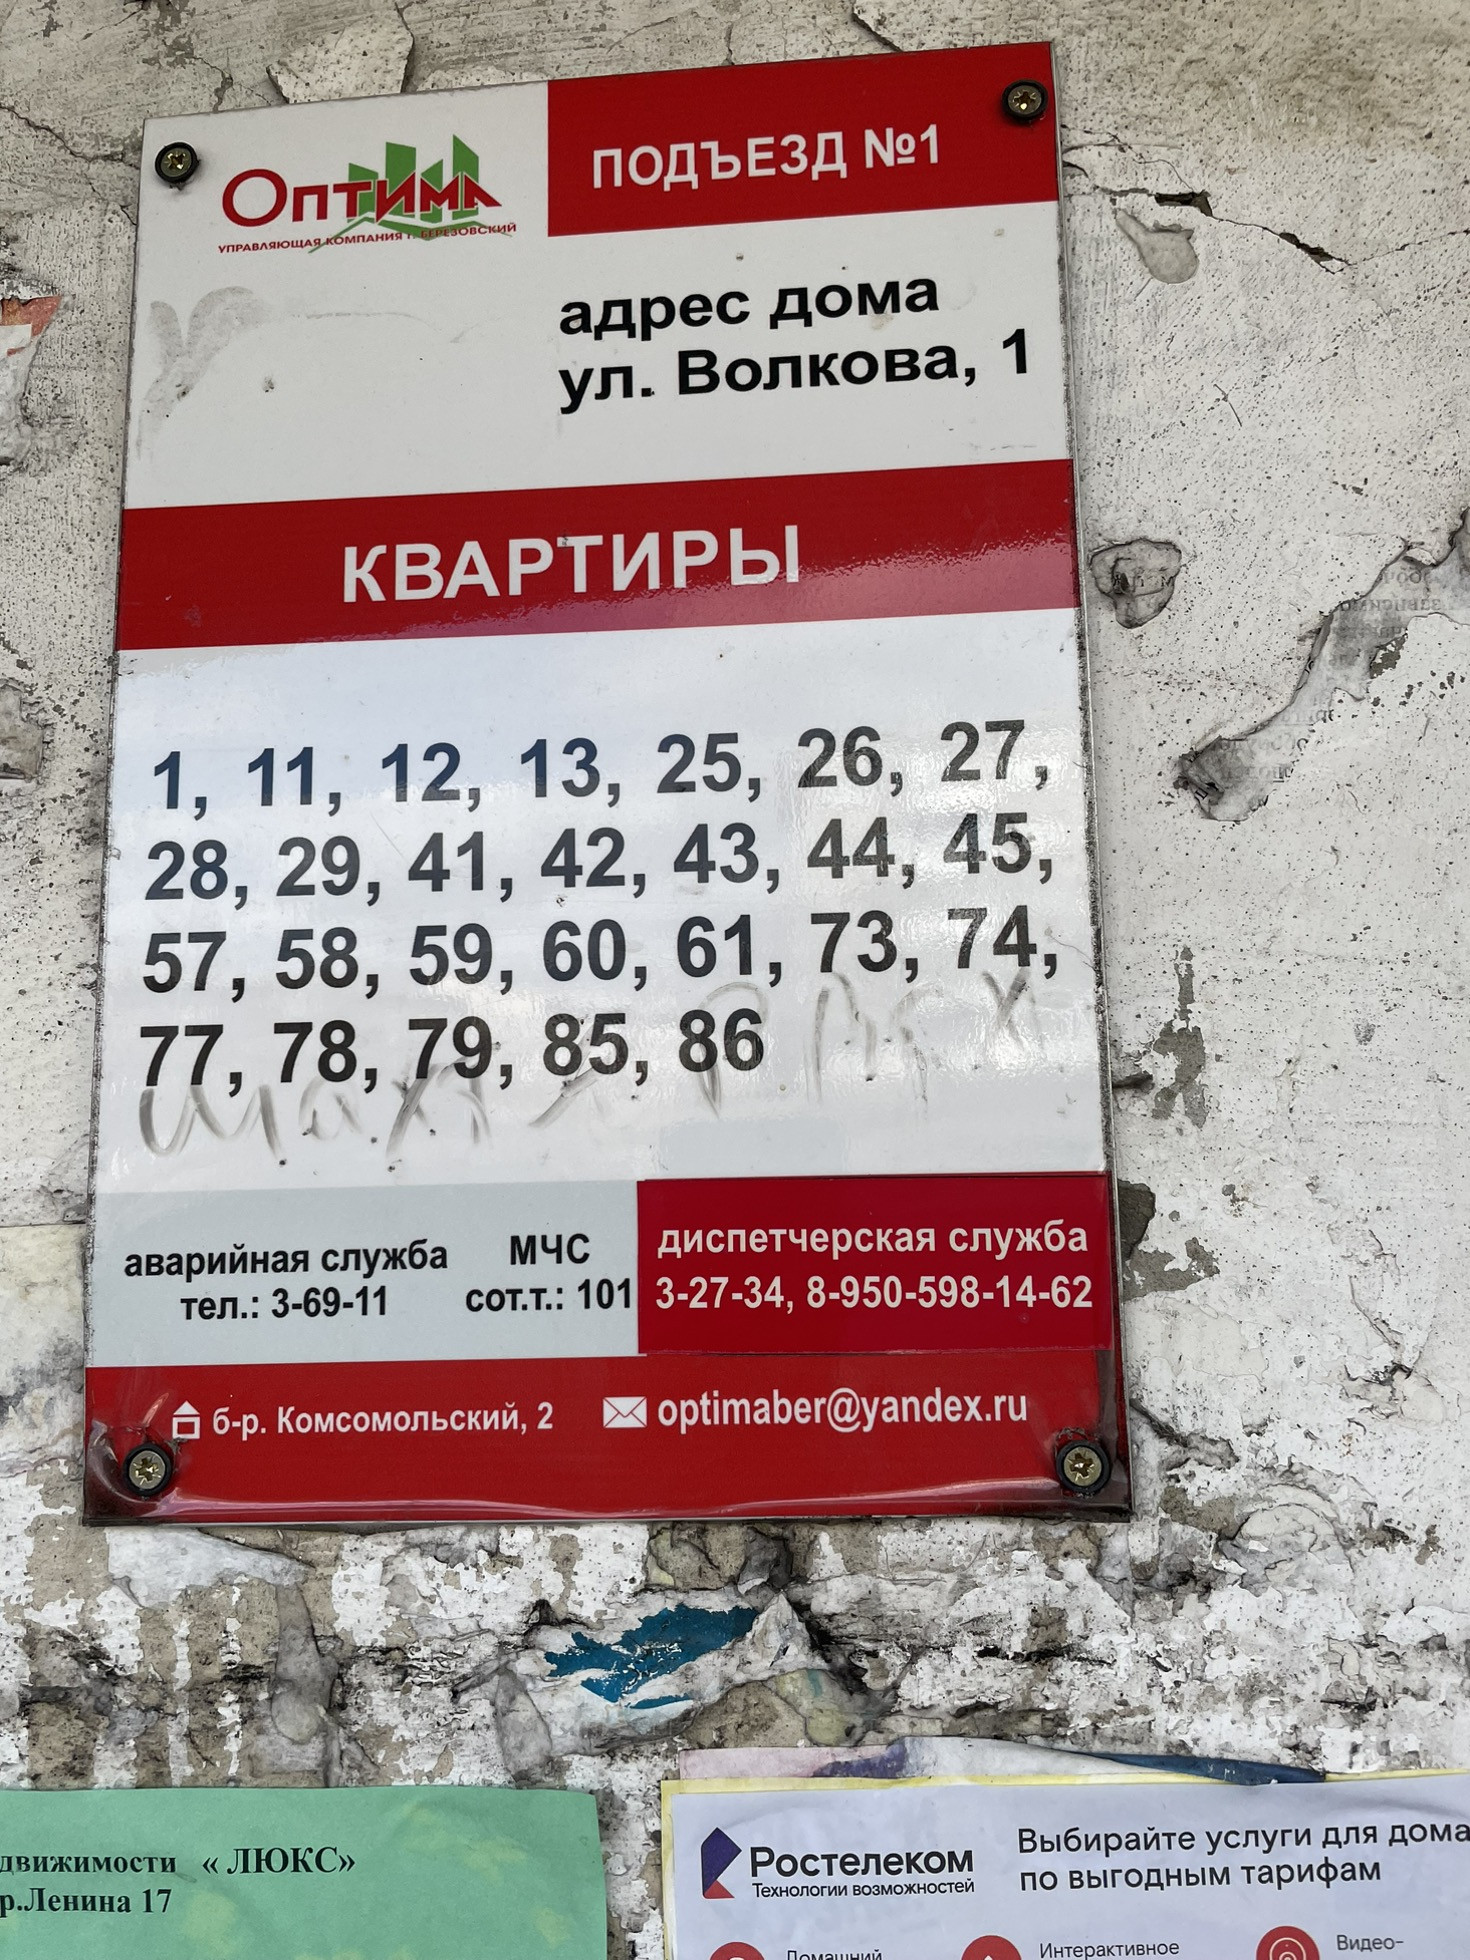 ОПТИМА
УПРАВЛЯЮЩАЯ КОМПАНИЯ Г. БЕРЕЗОВСКИЙ
ПОДЪЕЗД №1
адрес дома
ул. Волкова, 1
КВАРТИРЫ
1, 11, 12, 13, 25, 26, 27,
28, 29, 41, 42, 43, 44, 45,
57, 58, 59, 60, 61, 73, 74,
77, 78, 79, 85, 86
аварийная служба
тел.: 3-69-11
МЧС
сот.т.: 101
диспетчерская служба
3-27-34, 8-950-598-14-62
б-р. Комсомольский, 2
optimaber@yandex.ru
движимости « ЛЮКС»
р.Ленина 17
Ростелеком
Технологии возможностей
Выбирайте услуги для дома
по выгодным тарифам
Домашний
Интерактивное
Видео-